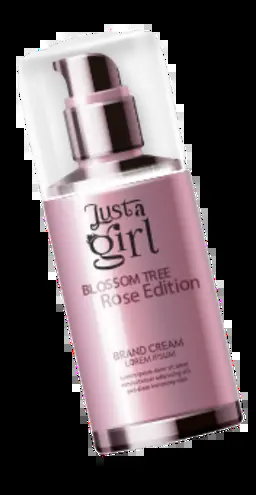 Just a
girl
BLOSSOM TREE
Rose Edition
BRAND CREAM
LOREM IPSUM